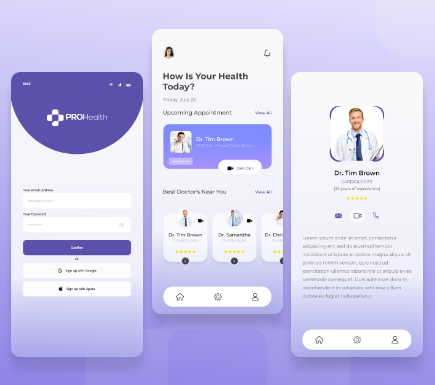 PROHealth
Your Email Address
Your Password
Confirm
or
Sign up with Google
Sign up with Apple
How Is Your Health
Today?
Friday, July 28
Upcoming Appointment
View All
Dr. Tim Brown
Join Call
Best Doctor's Near You
View All
Dr. Tim Brown
Cardiologist
Dr. Samantha
Dr. Chris
Dr. Tim Brown
CARDIOLOGIST
Lorem ipsum dolor sit amet, consectetur
adipiscing elit, sed do eiusmod tempor
incididunt ut labore et dolore magna aliqua. Ut
enim ad minim veniam, quis nostrud
exercitation ullamco laboris nisi ut aliquip ex ea
commodo consequat. Duis aute irure dolor in
reprehenderit in voluptate velit esse cillum
dolore eu fugiat nulla pariatur.